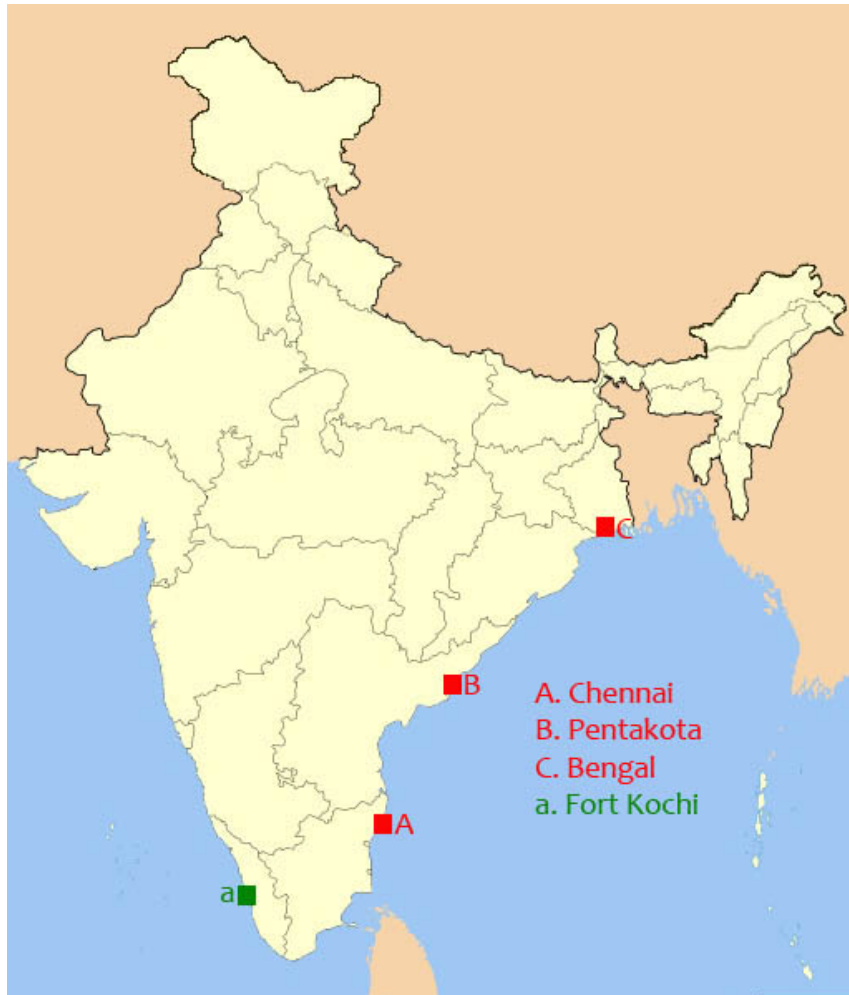 C
B
A. Chennai
B. Pentakota
C. Bengal
a. Fort Kochi
A
a